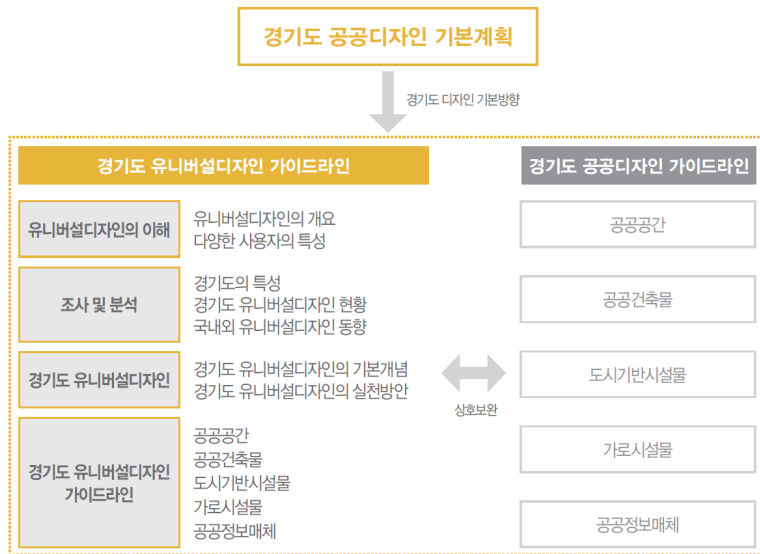 경기도 공공디자인 기본계획
경기도 디자인 기본방향
경기도 유니버설디자인 가이드라인
유니버설디자인의 이해
유니버설디자인의 개요
다양한 사용자의 특성
조사 및 분석
경기도의 특성
경기도 유니버설디자인 현황
국내외 유니버설디자인 동향
경기도 유니버설디자인
경기도 유니버설디자인의 기본개념
경기도 유니버설디자인의 실천방안
경기도 유니버설디자인
가이드라인
공공공간
공공건축물
도시기반시설물
가로시설물
공공정보매체
상호보완
경기도 공공디자인 가이드라인
공공공간
공공건축물
도시기반시설물
가로시설물
공공정보매체